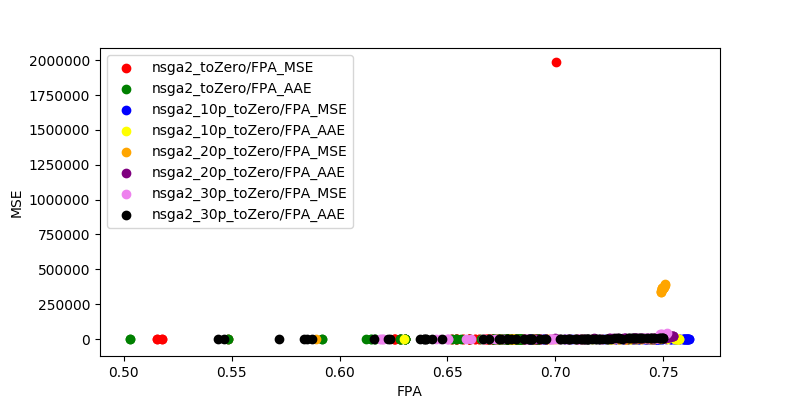 2000000
1750000
1500000
1250000
1000000
750000
500000
250000
0
MSE
nsga2_toZero/FPA_MSE
nsga2_toZero/FPA_AAE
nsga2_10p_toZero/FPA_MSE
nsga2_10p_toZero/FPA_AAE
nsga2_20p_toZero/FPA_MSE
nsga2_20p_toZero/FPA_AAE
nsga2_30p_toZero/FPA_MSE
nsga2_30p_toZero/FPA_AAE
0.50 0.55 0.60 0.65 0.70 0.75
FPA